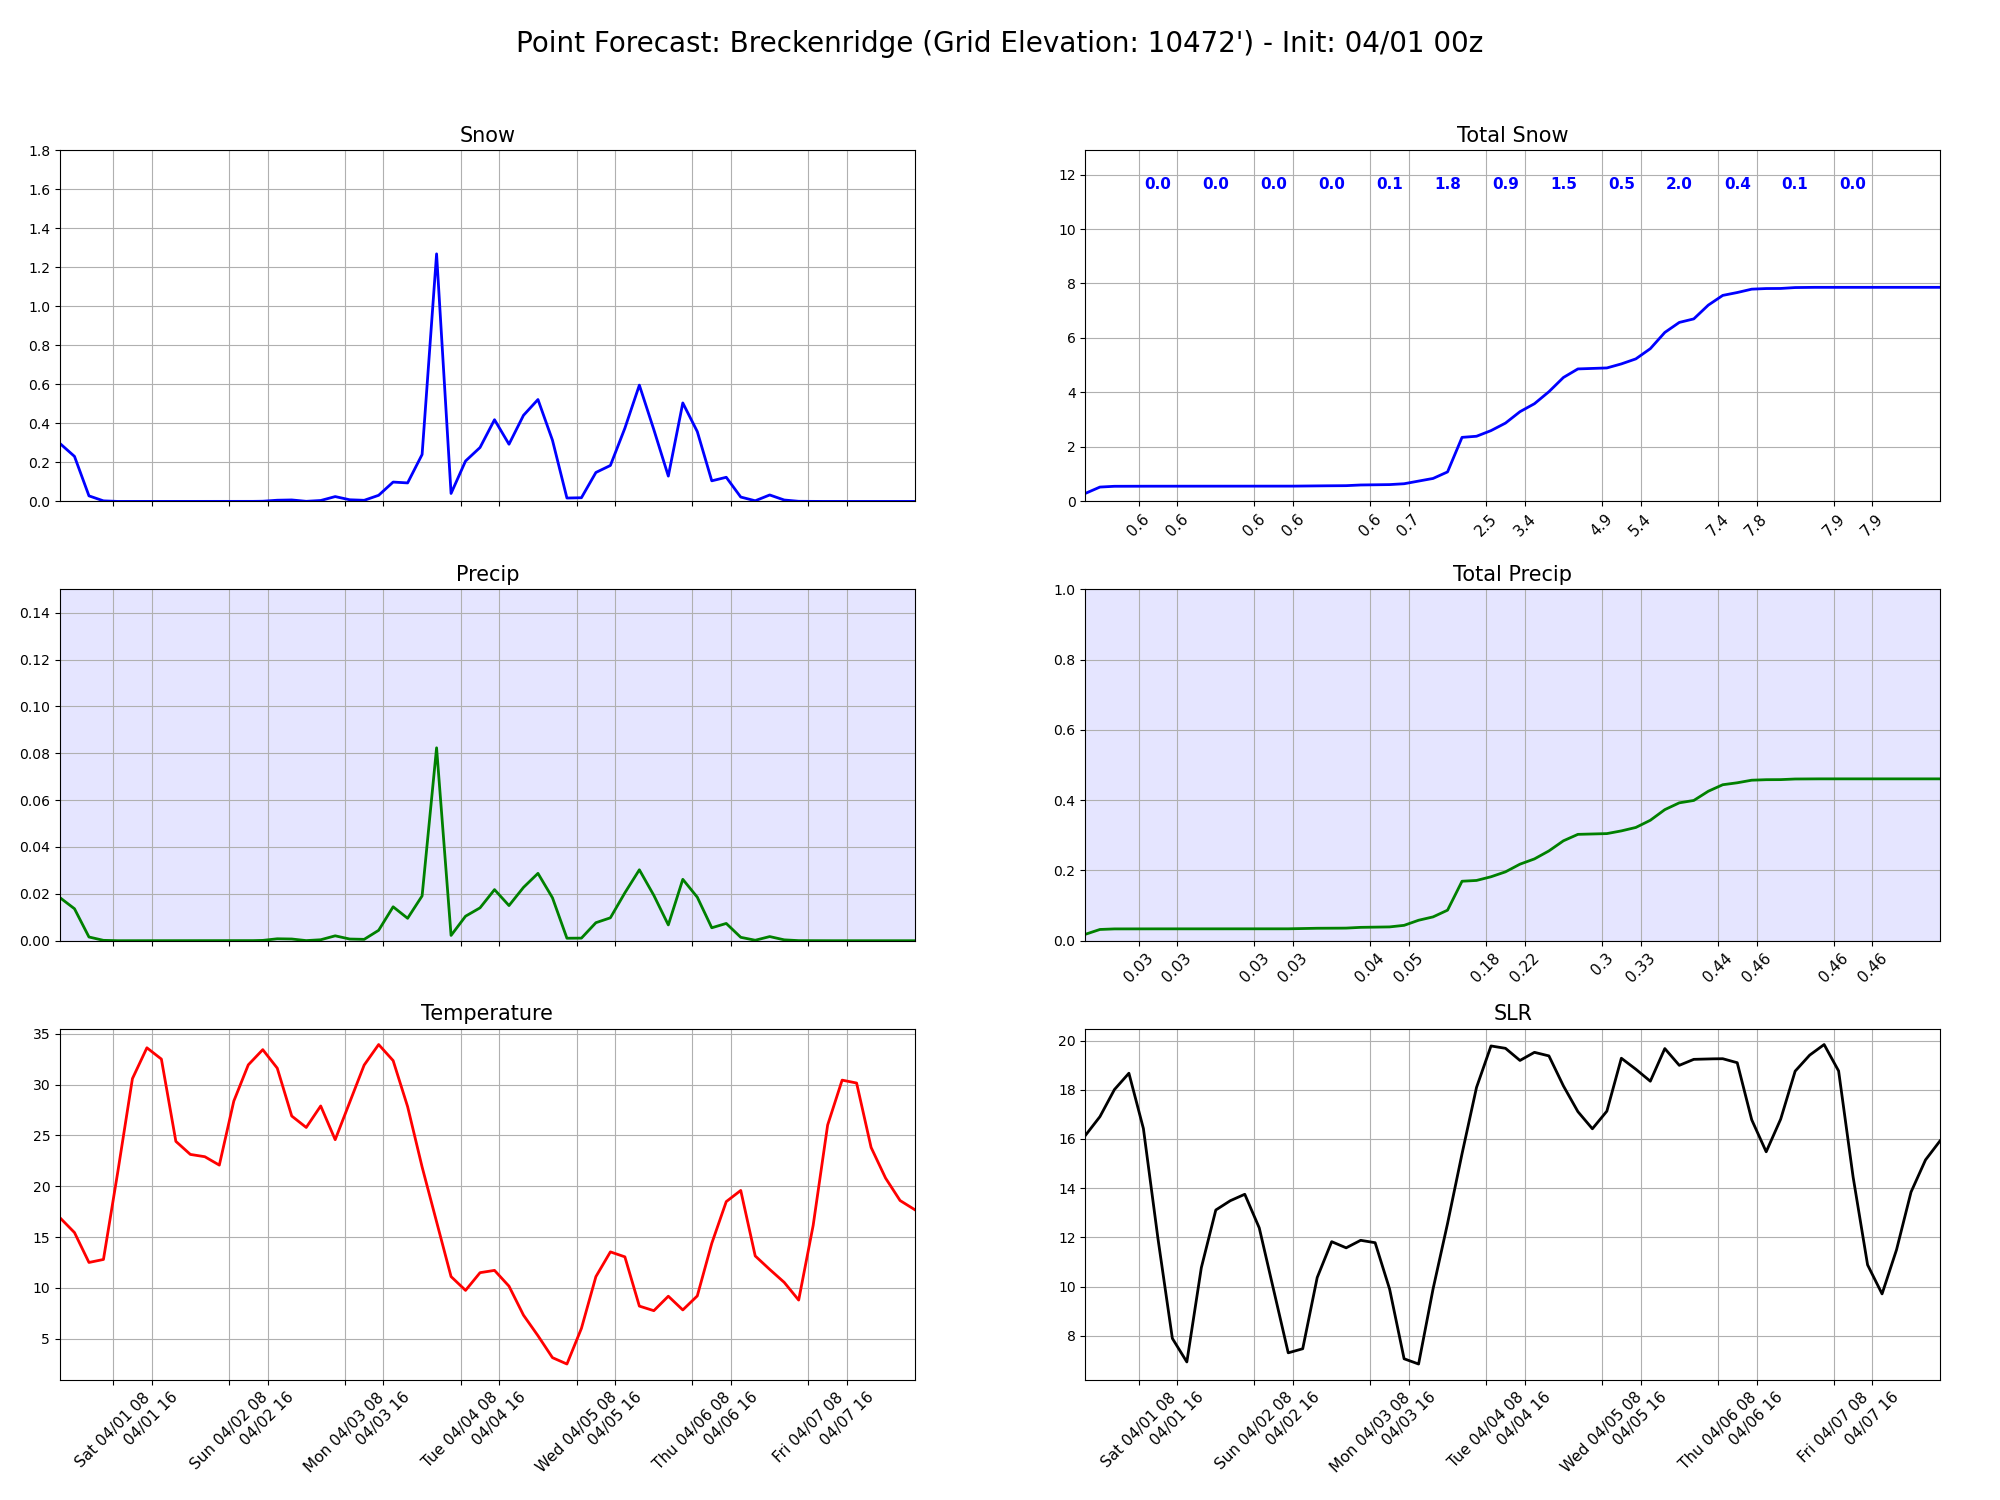 Point Forecast: Breckenridge (Grid Elevation: 10472') - Init: 04/01 00z
Snow
1.8
1.6
1.4
1.2
1.0
0.8
0.6
0.4
0.2
0.0
Total Snow
12
10
8
6
4
2
0
0.0 0.0 0.0 0.0 0.1 1.8 0.9 1.5 0.5 2.0 0.4 0.1 0.0
0.6 0.6 0.6 0.6 0.6 0.7 2.5 3.4 4.9 5.4 7.4 7.8 7.9 7.9
Precip
0.14
0.12
0.10
0.08
0.06
0.04
0.02
0.00
Total Precip
1.0
0.8
0.6
0.4
0.2
0.0
0.03 0.03 0.03 0.03 0.04 0.05 0.18 0.22 0.3 0.33 0.44 0.46 0.46 0.46
Temperature
35
30
25
20
15
10
5
Sat 04/01 08
04/01 16
Sun 04/02 08
04/02 16
Mon 04/03 08
04/03 16
Tue 04/04 08
04/04 16
Wed 04/05 08
04/05 16
Thu 04/06 08
04/06 16
Fri 04/07 08
04/07 16
SLR
20
18
16
14
12
10
8
Sat 04/01 08
04/01 16
Sun 04/02 08
04/02 16
Mon 04/03 08
04/03 16
Tue 04/04 08
04/04 16
Wed 04/05 08
04/05 16
Thu 04/06 08
04/06 16
Fri 04/07 08
04/07 16